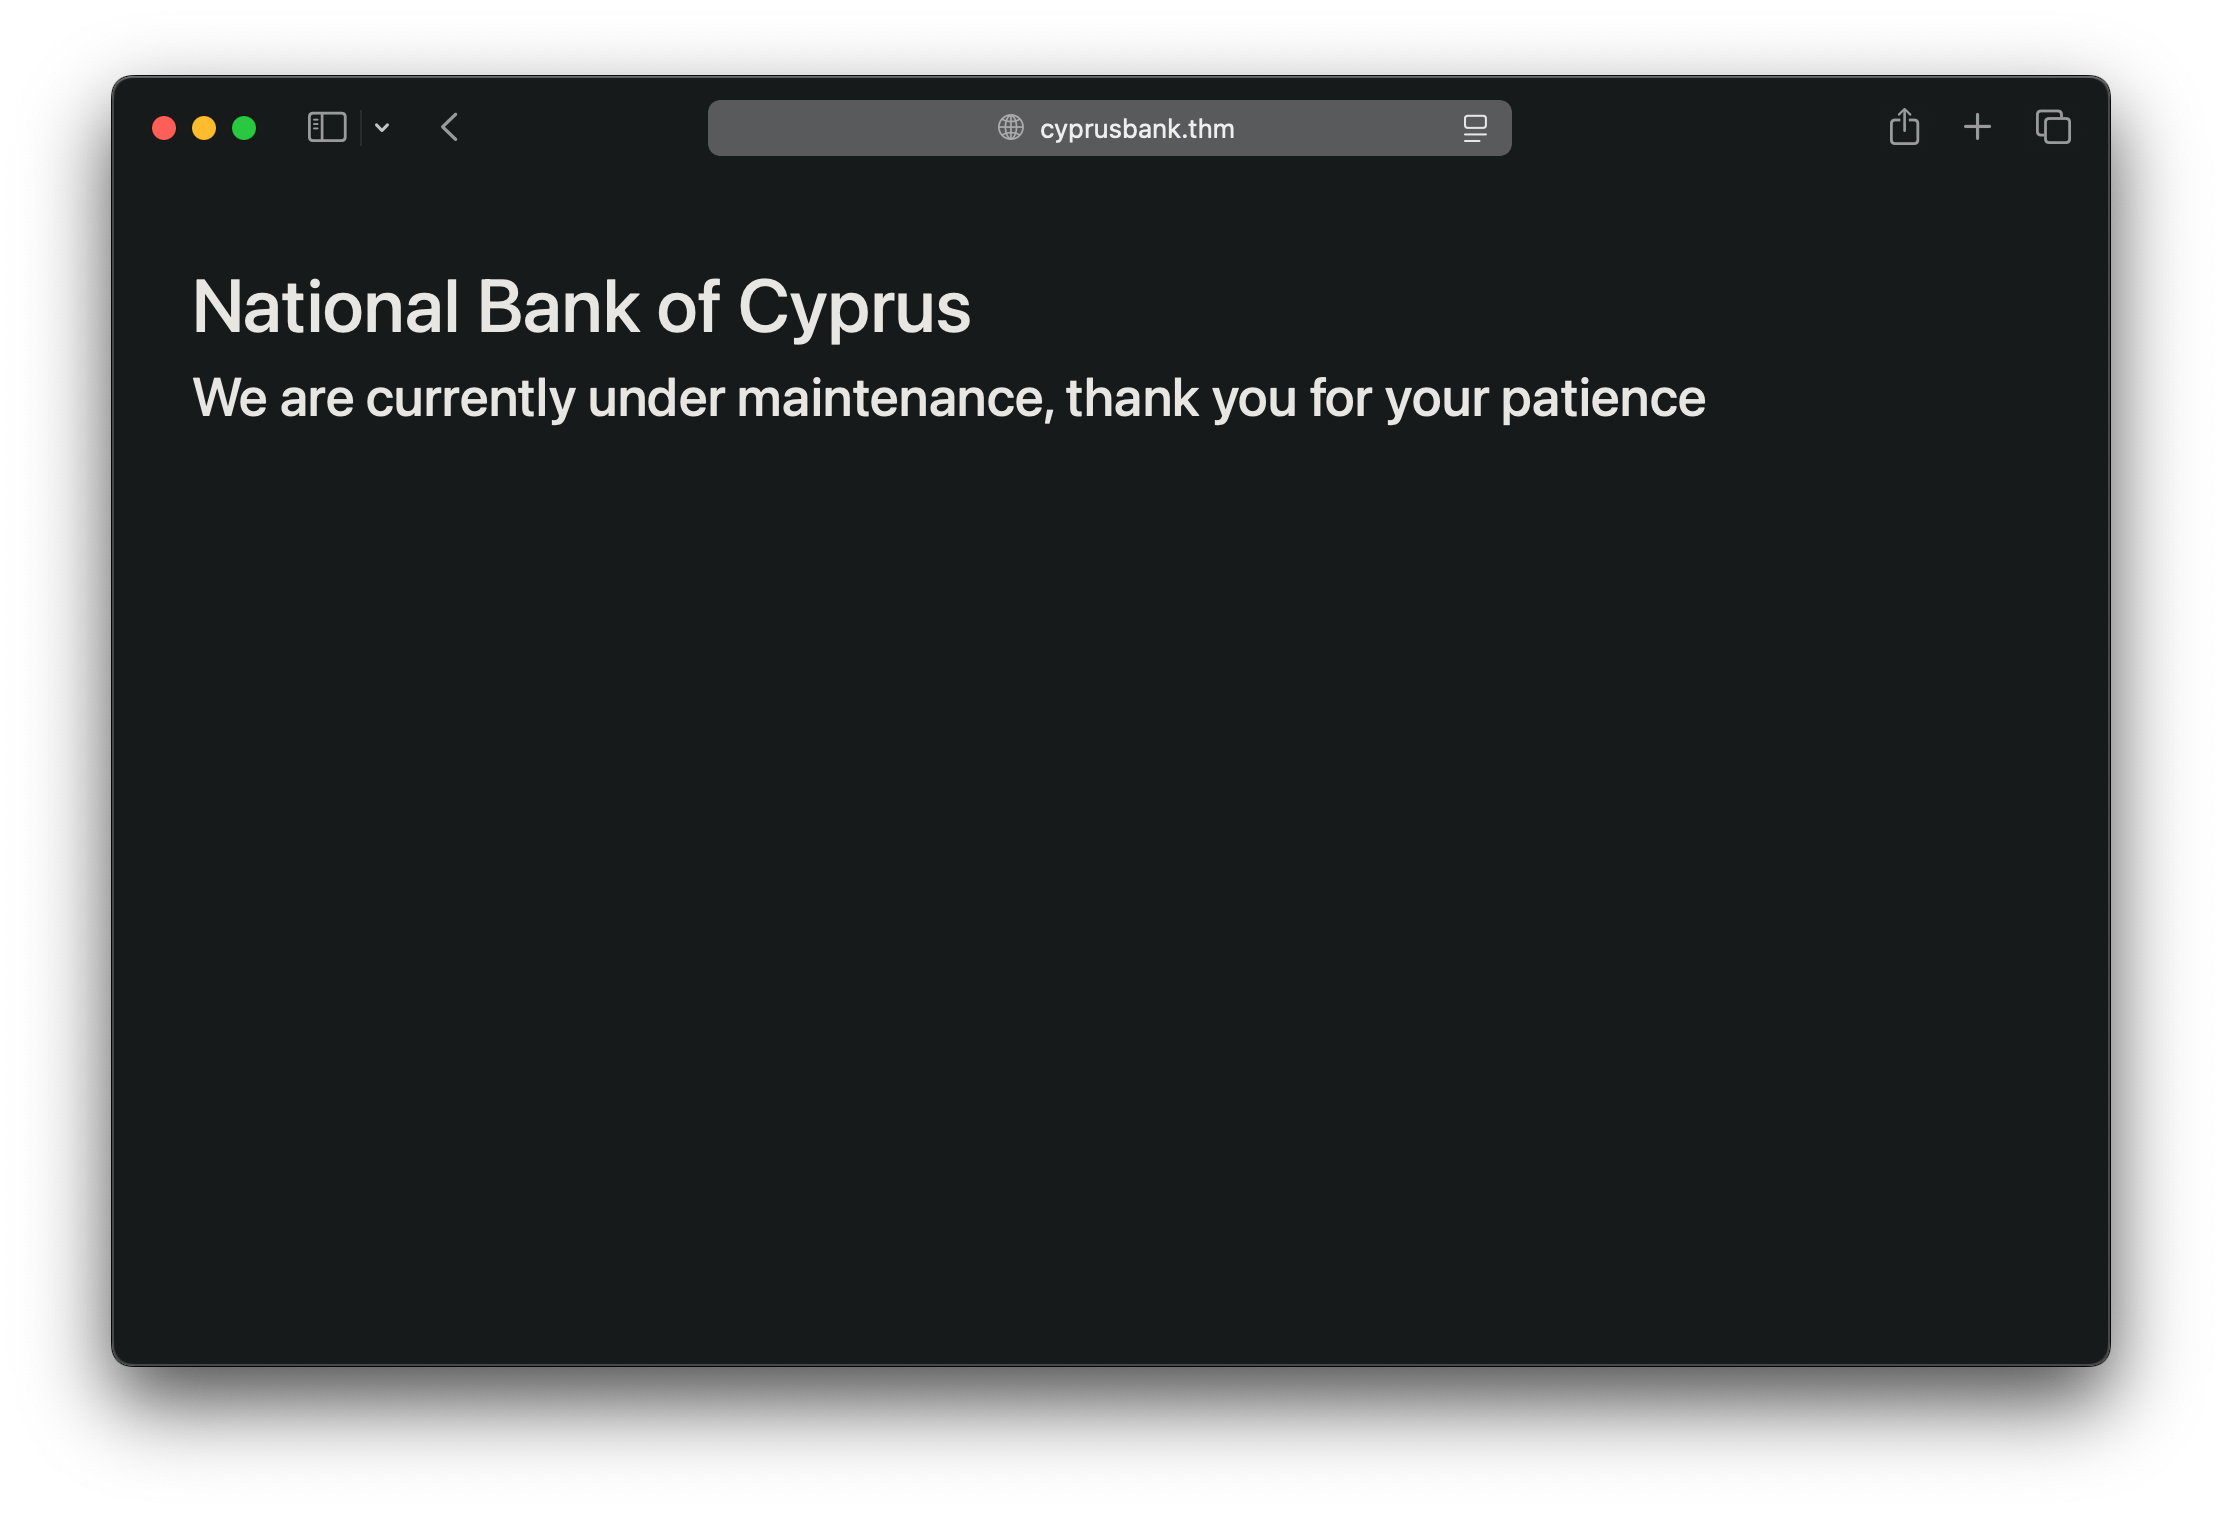 cyprusbank.thm
National Bank of Cyprus
We are currently under maintenance, thank you for your patience